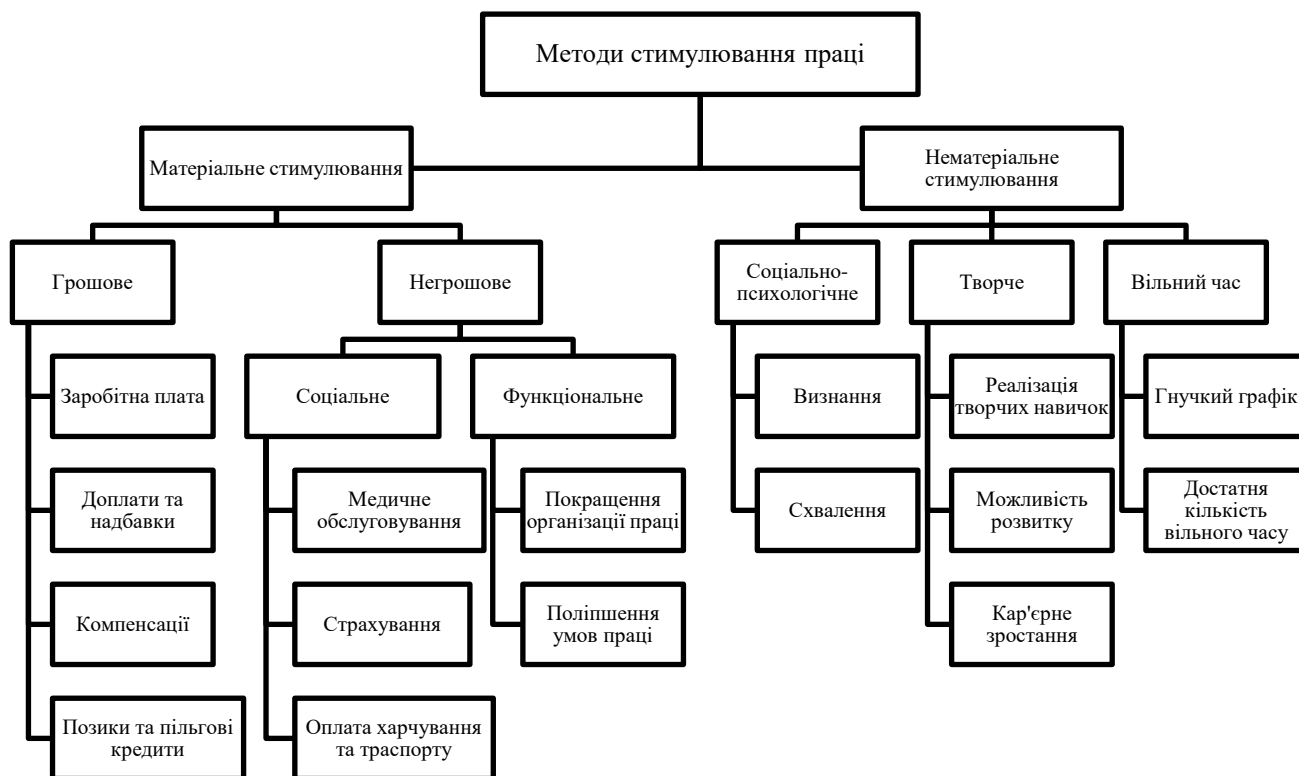 Методи стимулювання праці
Матеріальне стимулювання
Нематеріальне
стимулювання
Грошове
Негрошове
Соціально-
психологічне
Творче
Вільний час
Заробітна плата
Соціальне
Функціональне
Визнання
Реалізація
творчих навичок
Гнучкий графік
Доплати та
надбавки
Медичне
обслуговування
Покращення
організації праці
Схвалення
Можливість
розвитку
Достатня
кількість
вільного часу
Компенсації
Страхування
Поліпшення
умов праці
Кар'єрне
зростання
Позики та пільгові
кредити
Оплата харчування
та траспорту